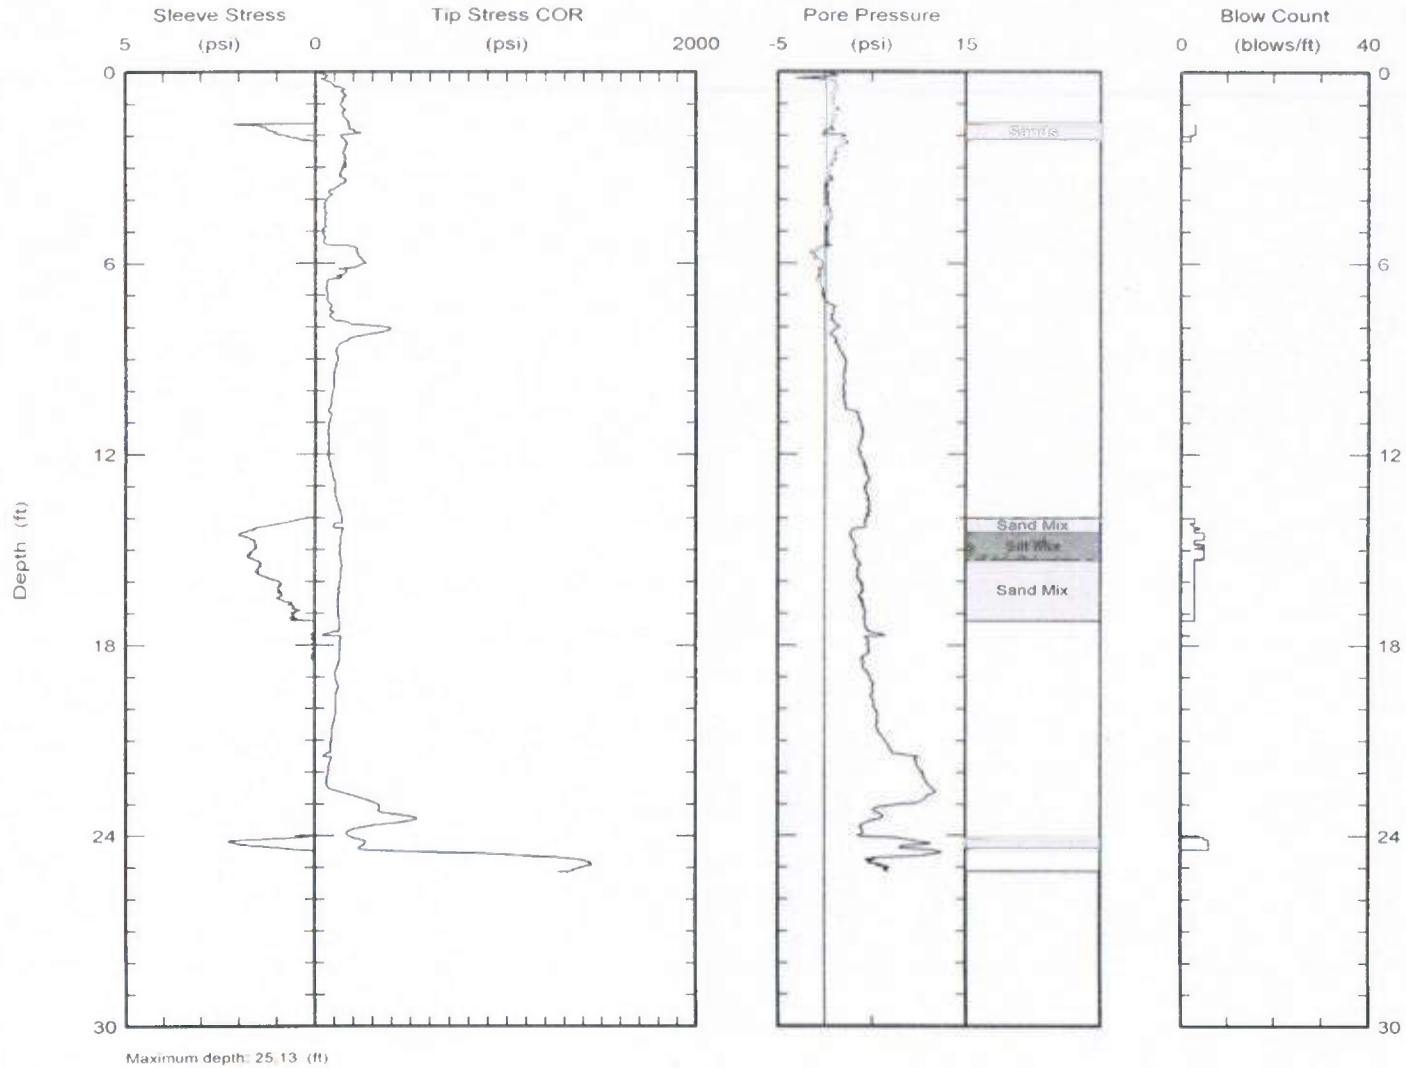 Sleeve Stress Tip Stress COR Pore Pressure Blow Count
5 (psi) 0 (psi) 2000 -5 (psi) 15 0 (blows/ft) 40
0 0
Sands
6 6
12 12
Sand Mix
Silt Mix
Sand Mix
18 18
24 24
30 30
Depth (ft)
Maximum depth: 25.13 (ft)